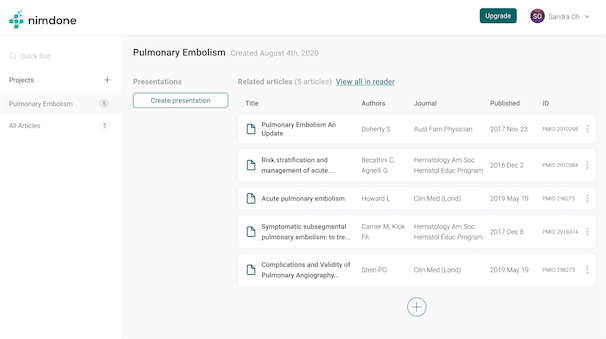 nimdone
Upgrade
SO
Sandra Oh
Quick find
Pulmonary Embolism Created August 4th, 2020
Projects
Presentations
Related articles (5 articles) View all in reader
Pulmonary Embolism 5
Create presentation
Title Authors Journal Published ID
All Articles 5
Pulmonary Embolism An
Update
Doherty S
Aust Fam Physician
2017 Nov 23
PMID 2910298
Risk stratification and
management of acute...
Becattini C,
Agnelli G
Hematology Am Soc
Hematol Educ Program
2016 Dec 2
PMID 2910384
Acute pulmonary embolism
Howard L
Clin Med (Lond)
2019 May 19
PMID 298273
Symptomatic subsegmental
pulmonary embolism: to tre...
Carrier M, Klok
FA
Hematology Am Soc
Hematol Educ Program
2017 Dec 8
PMID 2918374
Complications and Validity of
Pulmonary Angiography...
Stein PD
Clin Med (Lond)
2019 May 19
PMID 298273